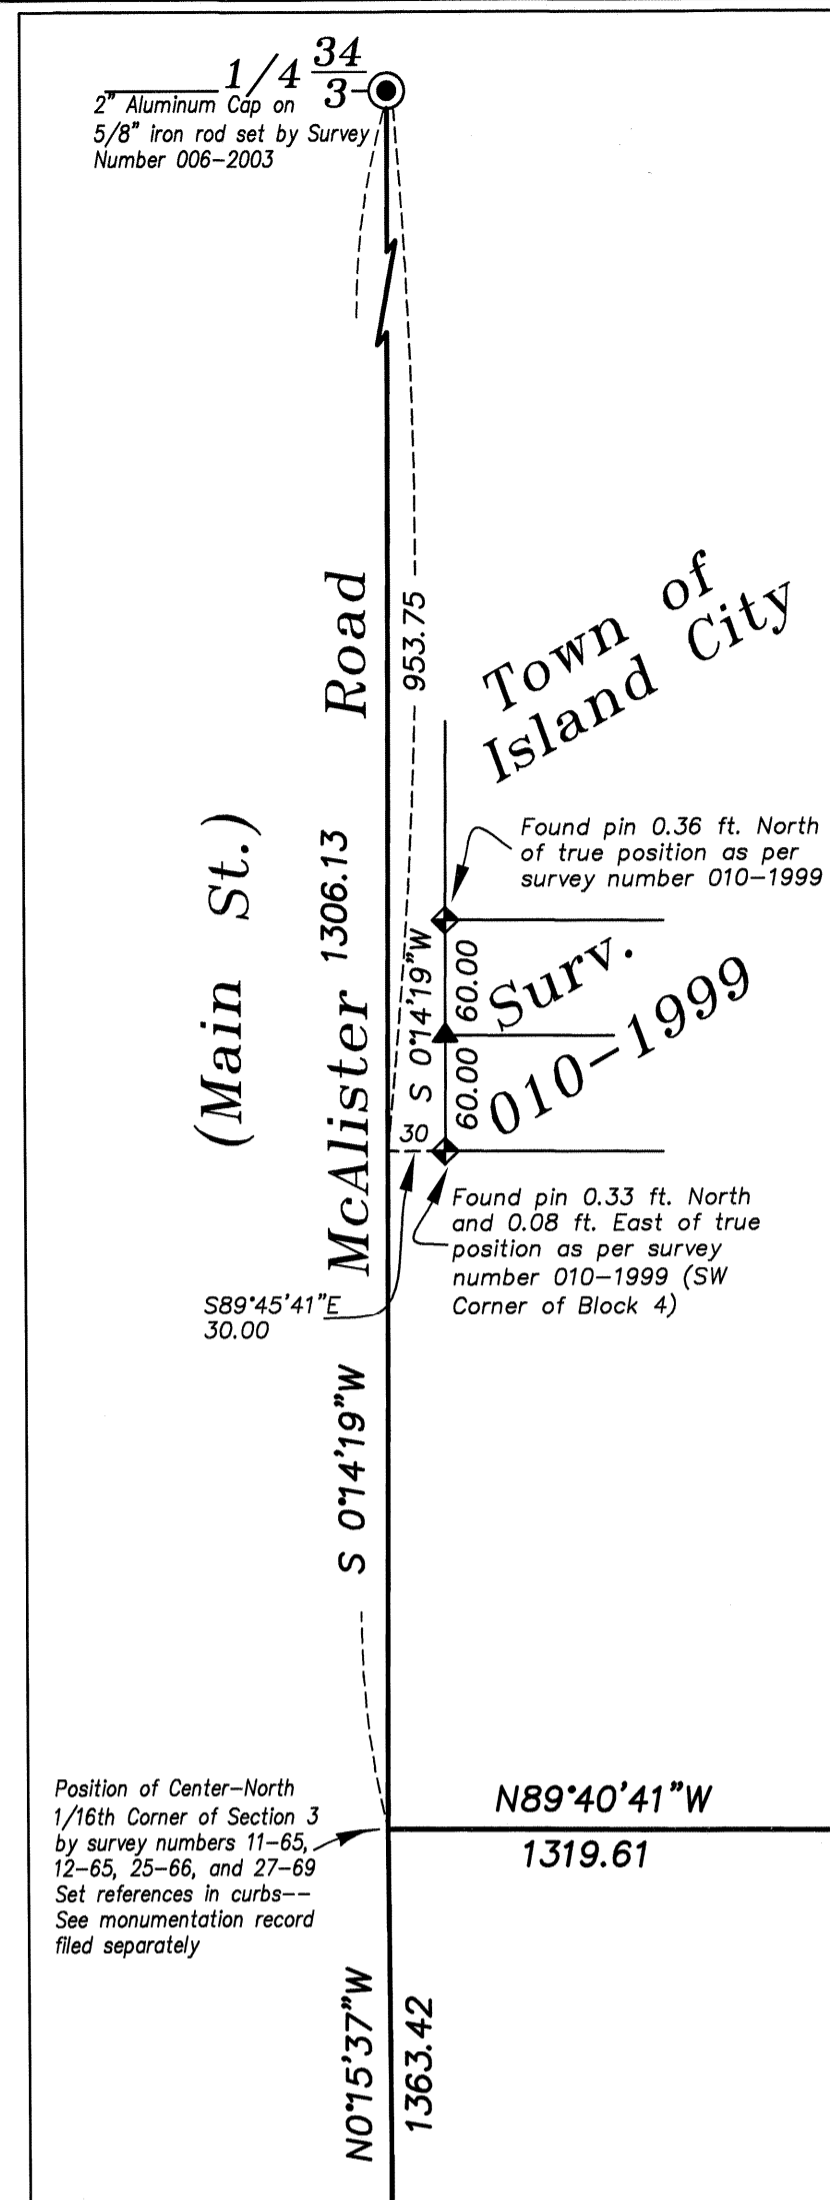 1/4 34
3
2" Aluminum Cap on
5/8" iron rod set by Survey
Number 006-2003
953.75
Road
Town of
Island City
(Main St.)
1306.13
McAlister
Found pin 0.36 ft. North
of true position as per
survey number 010-1999
S 0°14'19"W
60.00
60.00
Surv.
010-1999
30
Found pin 0.33 ft. North
and 0.08 ft. East of true
position as per survey
number 010-1999 (SW
Corner of Block 4)
S89°45'41"E
30.00
S 0°14'19"W
Position of Center-North
1/16th Corner of Section 3
by survey numbers 11-65,
12-65, 25-66, and 27-69
Set references in curbs--
See monumentation record
filed separately
N89°40'41"W
1319.61
N0°15'37"W
1363.42